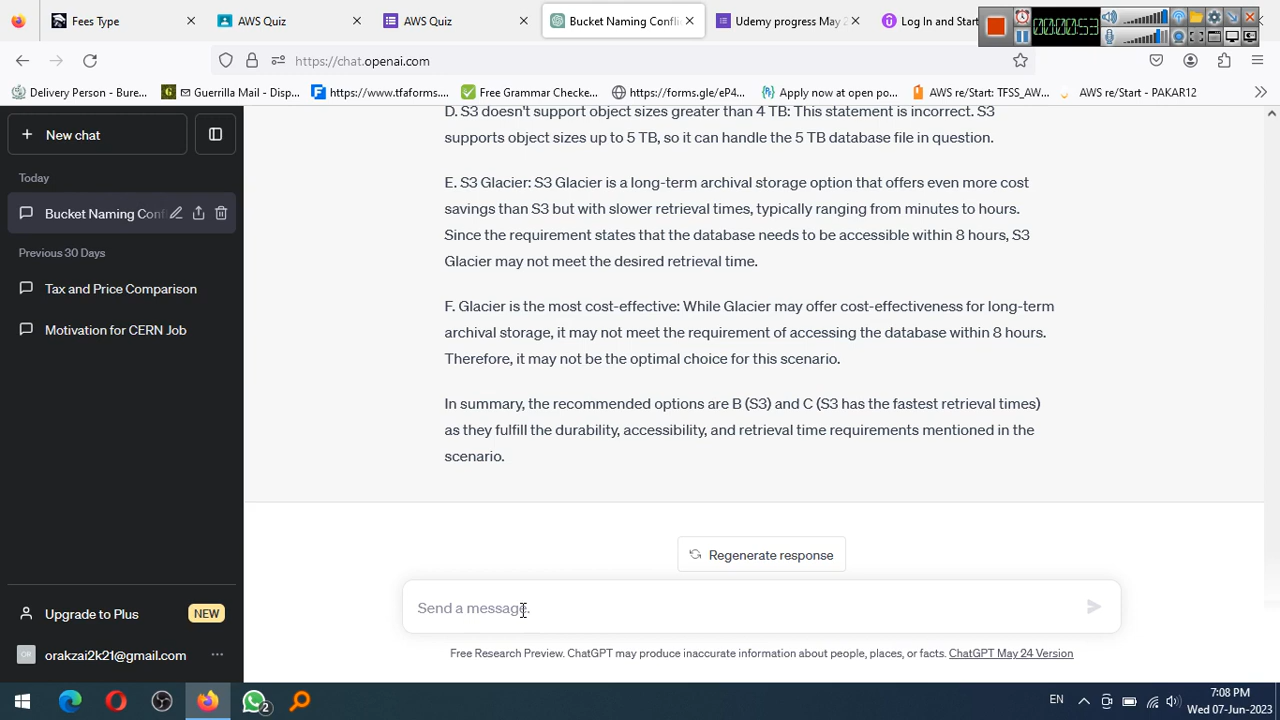 Fees Type
AWS Quiz
AWS Quiz
Bucket Naming Confli
Udemy progress May 2
Log In and Start
00:00:53
https://chat.openai.com
Delivery Person - Bure...
Guerrilla Mail - Disp...
https://www.tfaforms...
Free Grammar Checke...
https://forms.gle/eP4...
Apply now at open po...
AWS re/Start: TFSS_AW...
AWS re/Start - PAKAR12
New chat
Today
Bucket Naming Confl
Previous 30 Days
Tax and Price Comparison
Motivation for CERN Job
Upgrade to Plus
NEW
orakzai2k21@gmail.com
D. S3 doesn't support object sizes greater than 4 TB: This statement is incorrect. S3
supports object sizes up to 5 TB, so it can handle the 5 TB database file in question.
E. S3 Glacier: S3 Glacier is a long-term archival storage option that offers even more cost
savings than S3 but with slower retrieval times, typically ranging from minutes to hours.
Since the requirement states that the database needs to be accessible within 8 hours, S3
Glacier may not meet the desired retrieval time.
F. Glacier is the most cost-effective: While Glacier may offer cost-effectiveness for long-term
archival storage, it may not meet the requirement of accessing the database within 8 hours.
Therefore, it may not be the optimal choice for this scenario.
In summary, the recommended options are B (S3) and C (S3 has the fastest retrieval times)
as they fulfill the durability, accessibility, and retrieval time requirements mentioned in the
scenario.
Regenerate response
Send a message.
Free Research Preview. ChatGPT may produce inaccurate information about people, places, or facts. ChatGPT May 24 Version
2
EN
7:08 PM
Wed 07-Jun-2023